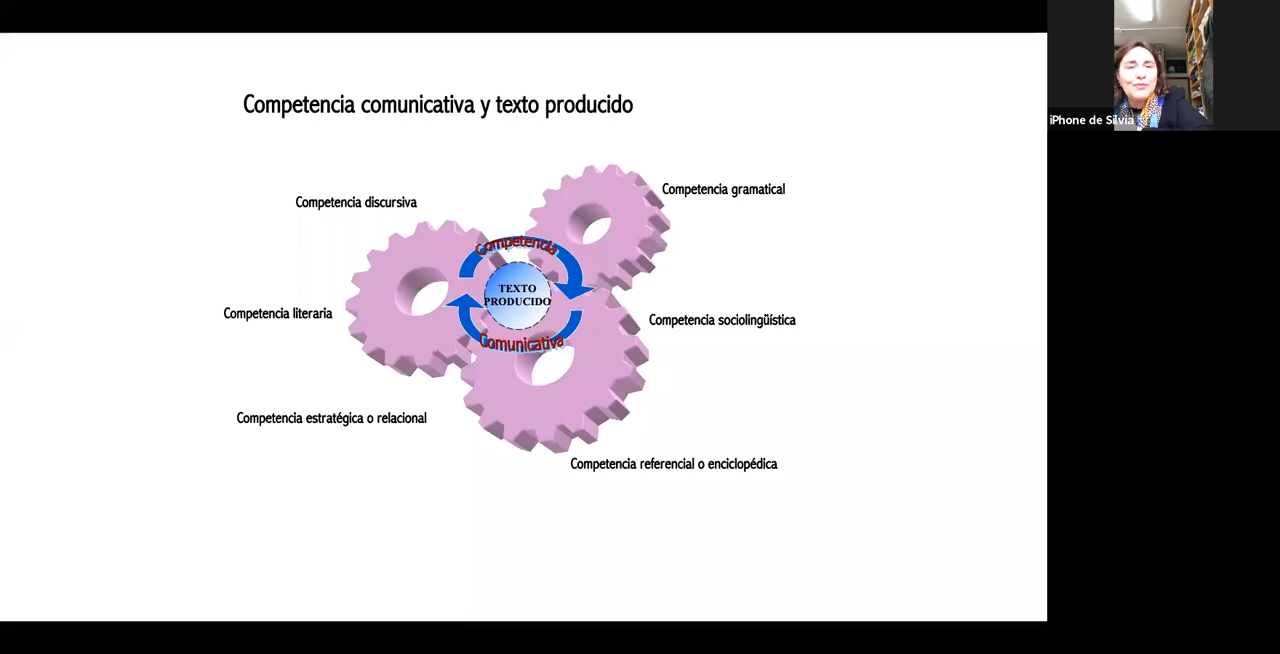 Competencia comunicativa y texto producido
Competencia gramatical
Competencia discursiva
Competencia
TEXTO
PRODUCIDO
Comunicativa
Competencia literaria
Competencia sociolingüística
Competencia estratégica o relacional
Competencia referencial o enciclopédica
iPhone de Silvia